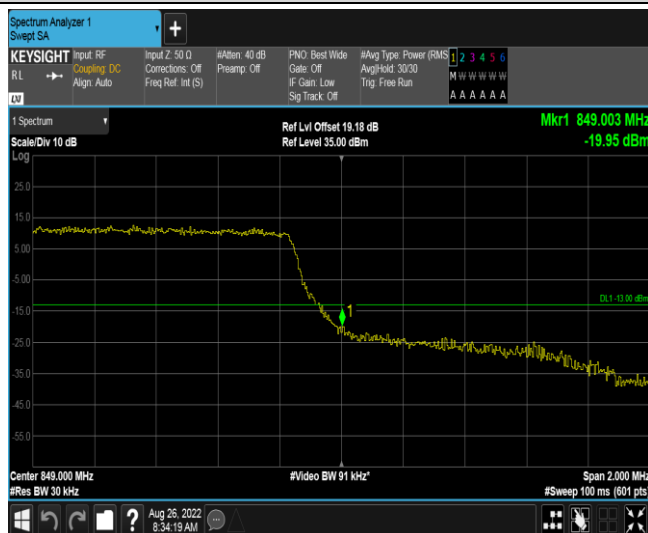 Spectrum Analyzer 1
Swept SA
+
KEYSIGHT
RL
LXI
Input: RF
Coupling: DC
Align: Auto
Input Z: 50 Ω
Corrections: Off
Freq Ref: Int (S)
#Atten: 40 dB
Preamp: Off
PNO: Best Wide
Gate: Off
IF Gain: Low
Sig Track: Off
#Avg Type: Power (RMS
Avg|Hold: 30/30
Trig: Free Run
1 2 3 4 5 6
M W W W W W
A A A A A A
1 Spectrum
Scale/Div 10 dB
Log
Ref Lvl Offset 19.18 dB
Ref Level 35.00 dBm
Mkr1 849.003 MHz
-19.95 dBm
25.0
15.0
5.00
-5.00
-15.0
-25.0
-35.0
-45.0
-55.0
DL1 -13.00 dBm
1
Center 849.000 MHz
#Res BW 30 kHz
#Video BW 91 kHz*
Span 2.000 MHz
#Sweep 100 ms (601 pts)
?
Aug 26, 2022
8:34:19 AM